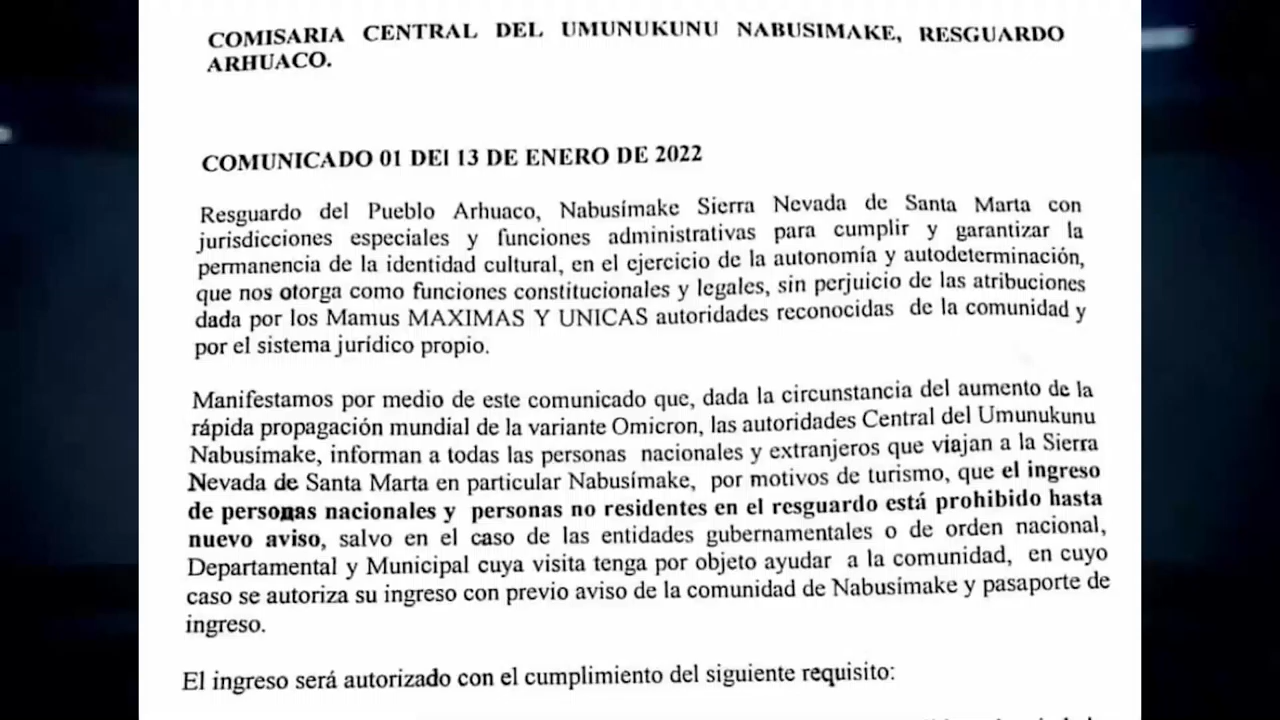 COMISARIA CENTRAL DEL UMUNUKUNU NABUSIMAKE, RESGUARDO
ARHUACO.
COMUNICADO 01 DEl 13 DE ENERO DE 2022
Resguardo del Pueblo Arhuaco, Nabusímake Sierra Nevada de Santa Marta con
jurisdicciones especiales y funciones administrativas para cumplir y garantizar la
permanencia de la identidad cultural, en el ejercicio de la autonomía y autodeterminación,
que nos otorga como funciones constitucionales y legales, sin perjuicio de las atribuciones
dada por los Mamus MAXIMAS Y UNICAS autoridades reconocidas de la comunidad y
por el sistema jurídico propio.
Manifestamos por medio de este comunicado que, dada la circunstancia del aumento de la
rápida propagación mundial de la variante Omicron, las autoridades Central del Umunukunu
Nabusímake, informan a todas las personas nacionales y extranjeros que viajan a la Sierra
Nevada de Santa Marta en particular Nabusímake, por motivos de turismo, que el ingreso
de personas nacionales y personas no residentes en el resguardo está prohibido hasta
nuevo aviso, salvo en el caso de las entidades gubernamentales o de orden nacional,
Departamental y Municipal cuya visita tenga por objeto ayudar a la comunidad, en cuyo
caso se autoriza su ingreso con previo aviso de la comunidad de Nabusímake y pasaporte de
ingreso.
El ingreso será autorizado con el cumplimiento del siguiente requisito: